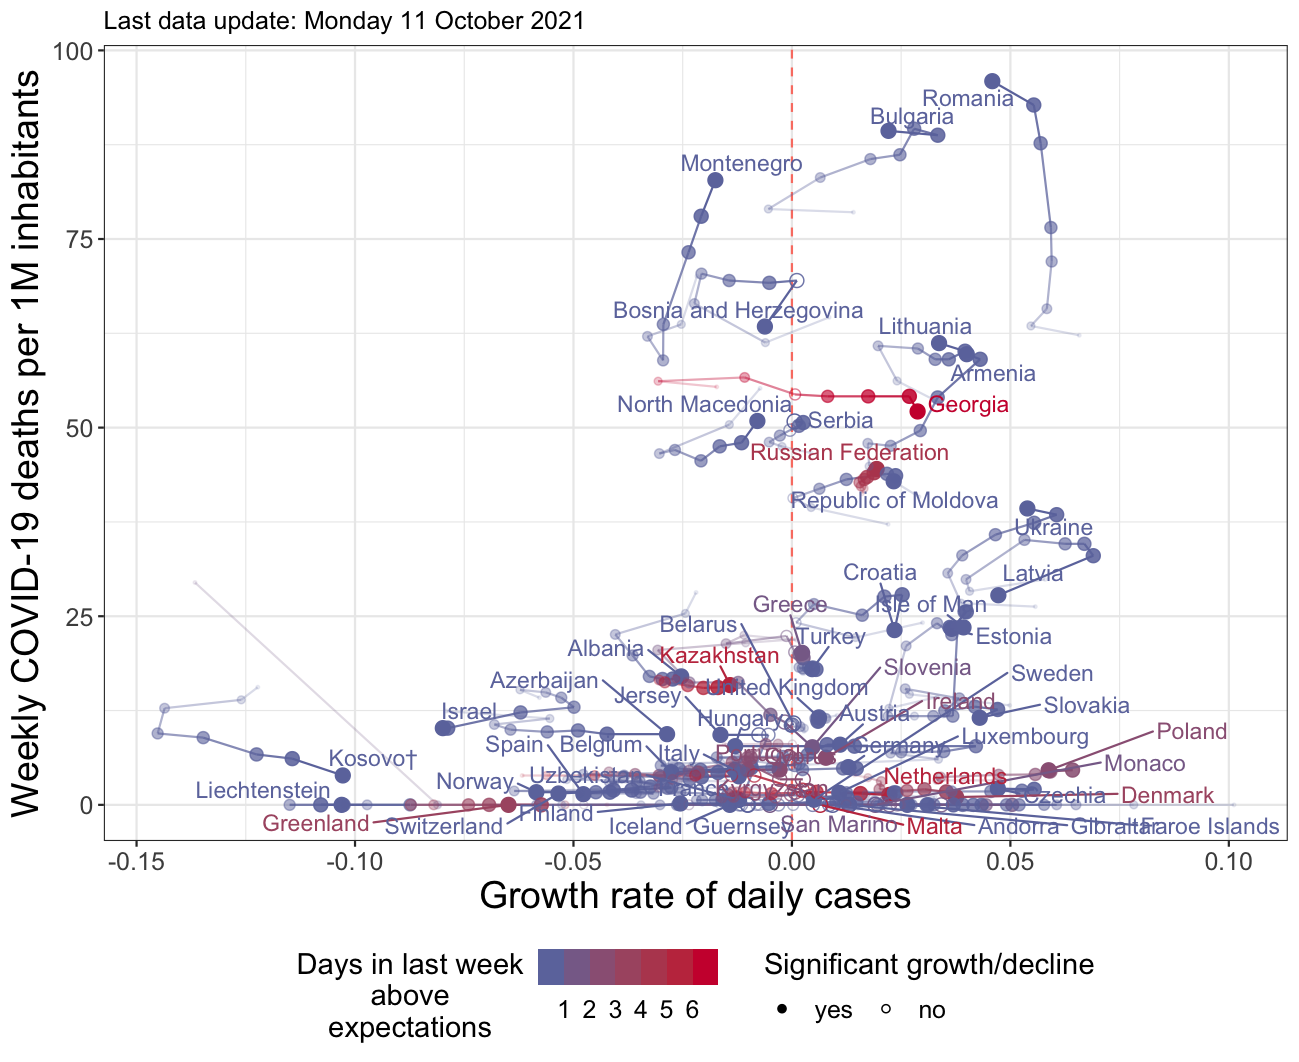 Last data update: Monday 11 October 2021
Weekly COVID-19 deaths per 1M inhabitants
100
75
50
25
0
Romania
Bulgaria
Montenegro
Bosnia and Herzegovina
Lithuania
Armenia
North Macedonia
Georgia
Serbia
Russian Federation
Republic of Moldova
Ukraine
Croatia
Latvia
Greece
Isle of Man
Belarus
Turkey
Estonia
Albania
Kazakhstan
Slovenia
Sweden
Azerbaijan
Jersey
United Kingdom
Ireland
Slovakia
Israel
Hungary
Austria
Poland
Spain
Belgium
Italy
Portugal
Germany
Luxembourg
Kosovo†
Monaco
Norway
Uzbekistan
France
Kyrgyzstan
Netherlands
Liechtenstein
Czechia
Denmark
Greenland
Switzerland
Finland
Iceland
Guernsey
San Marino
Malta
Andorra
Gibraltar
Faroe Islands
-0.15
-0.10
-0.05
0.00
0.05
0.10
Growth rate of daily cases
Days in last week
above
expectations
1 2 3 4 5 6
Significant growth/decline
yes
no